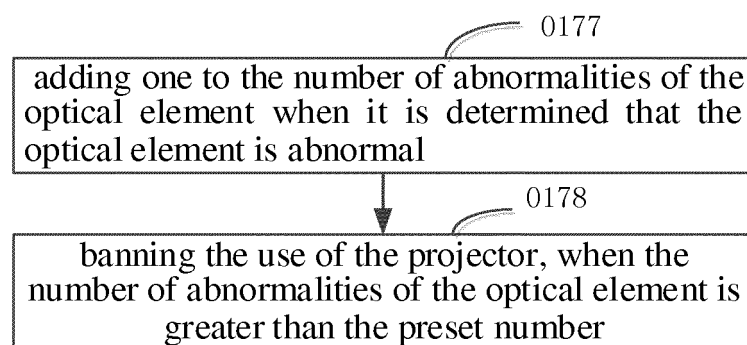 0177
adding one to the number of abnormalities of the
optical element when it is determined that the
optical element is abnormal
0178
banning the use of the projector, when the
number of abnormalities of the optical element is
greater than the preset number